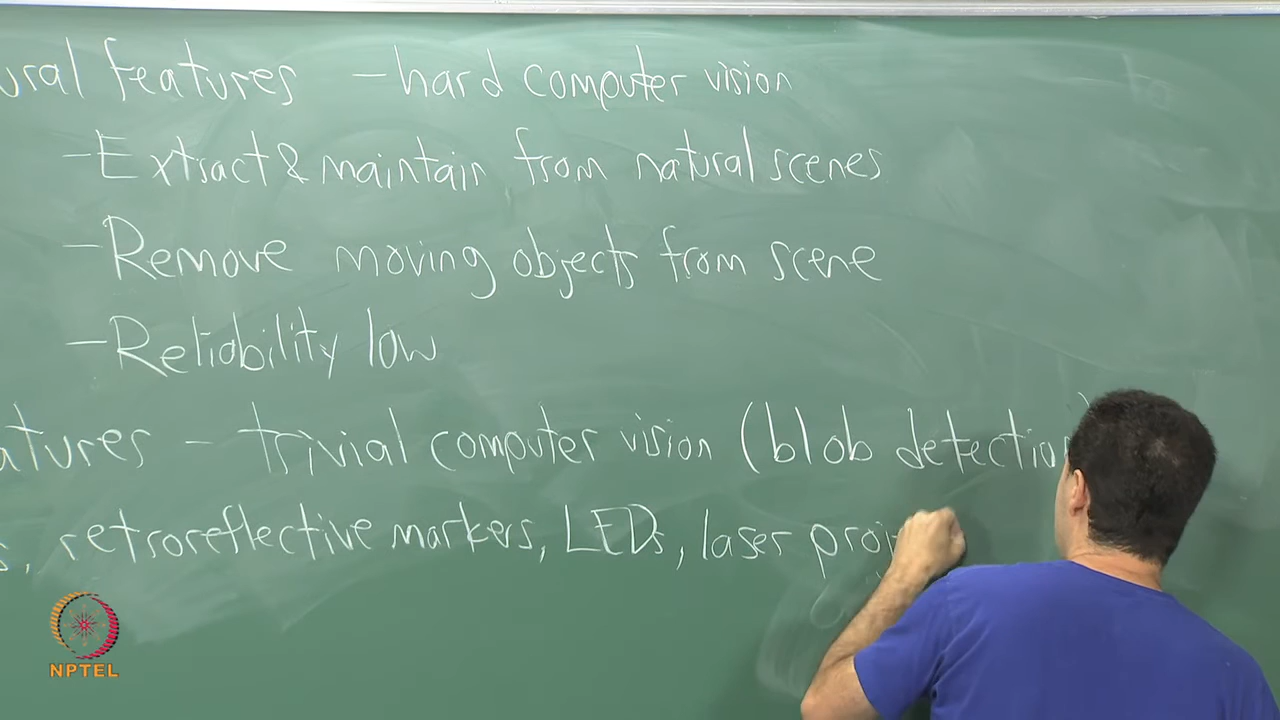 ural features - hard computer vision
- Extract & maintain from natural scenes
- Remove moving objects from scene
- Reliability low
atures - trivial computer vision (blob detection)
s, retroreflective markers, LEDs, laser proj
NPTEL